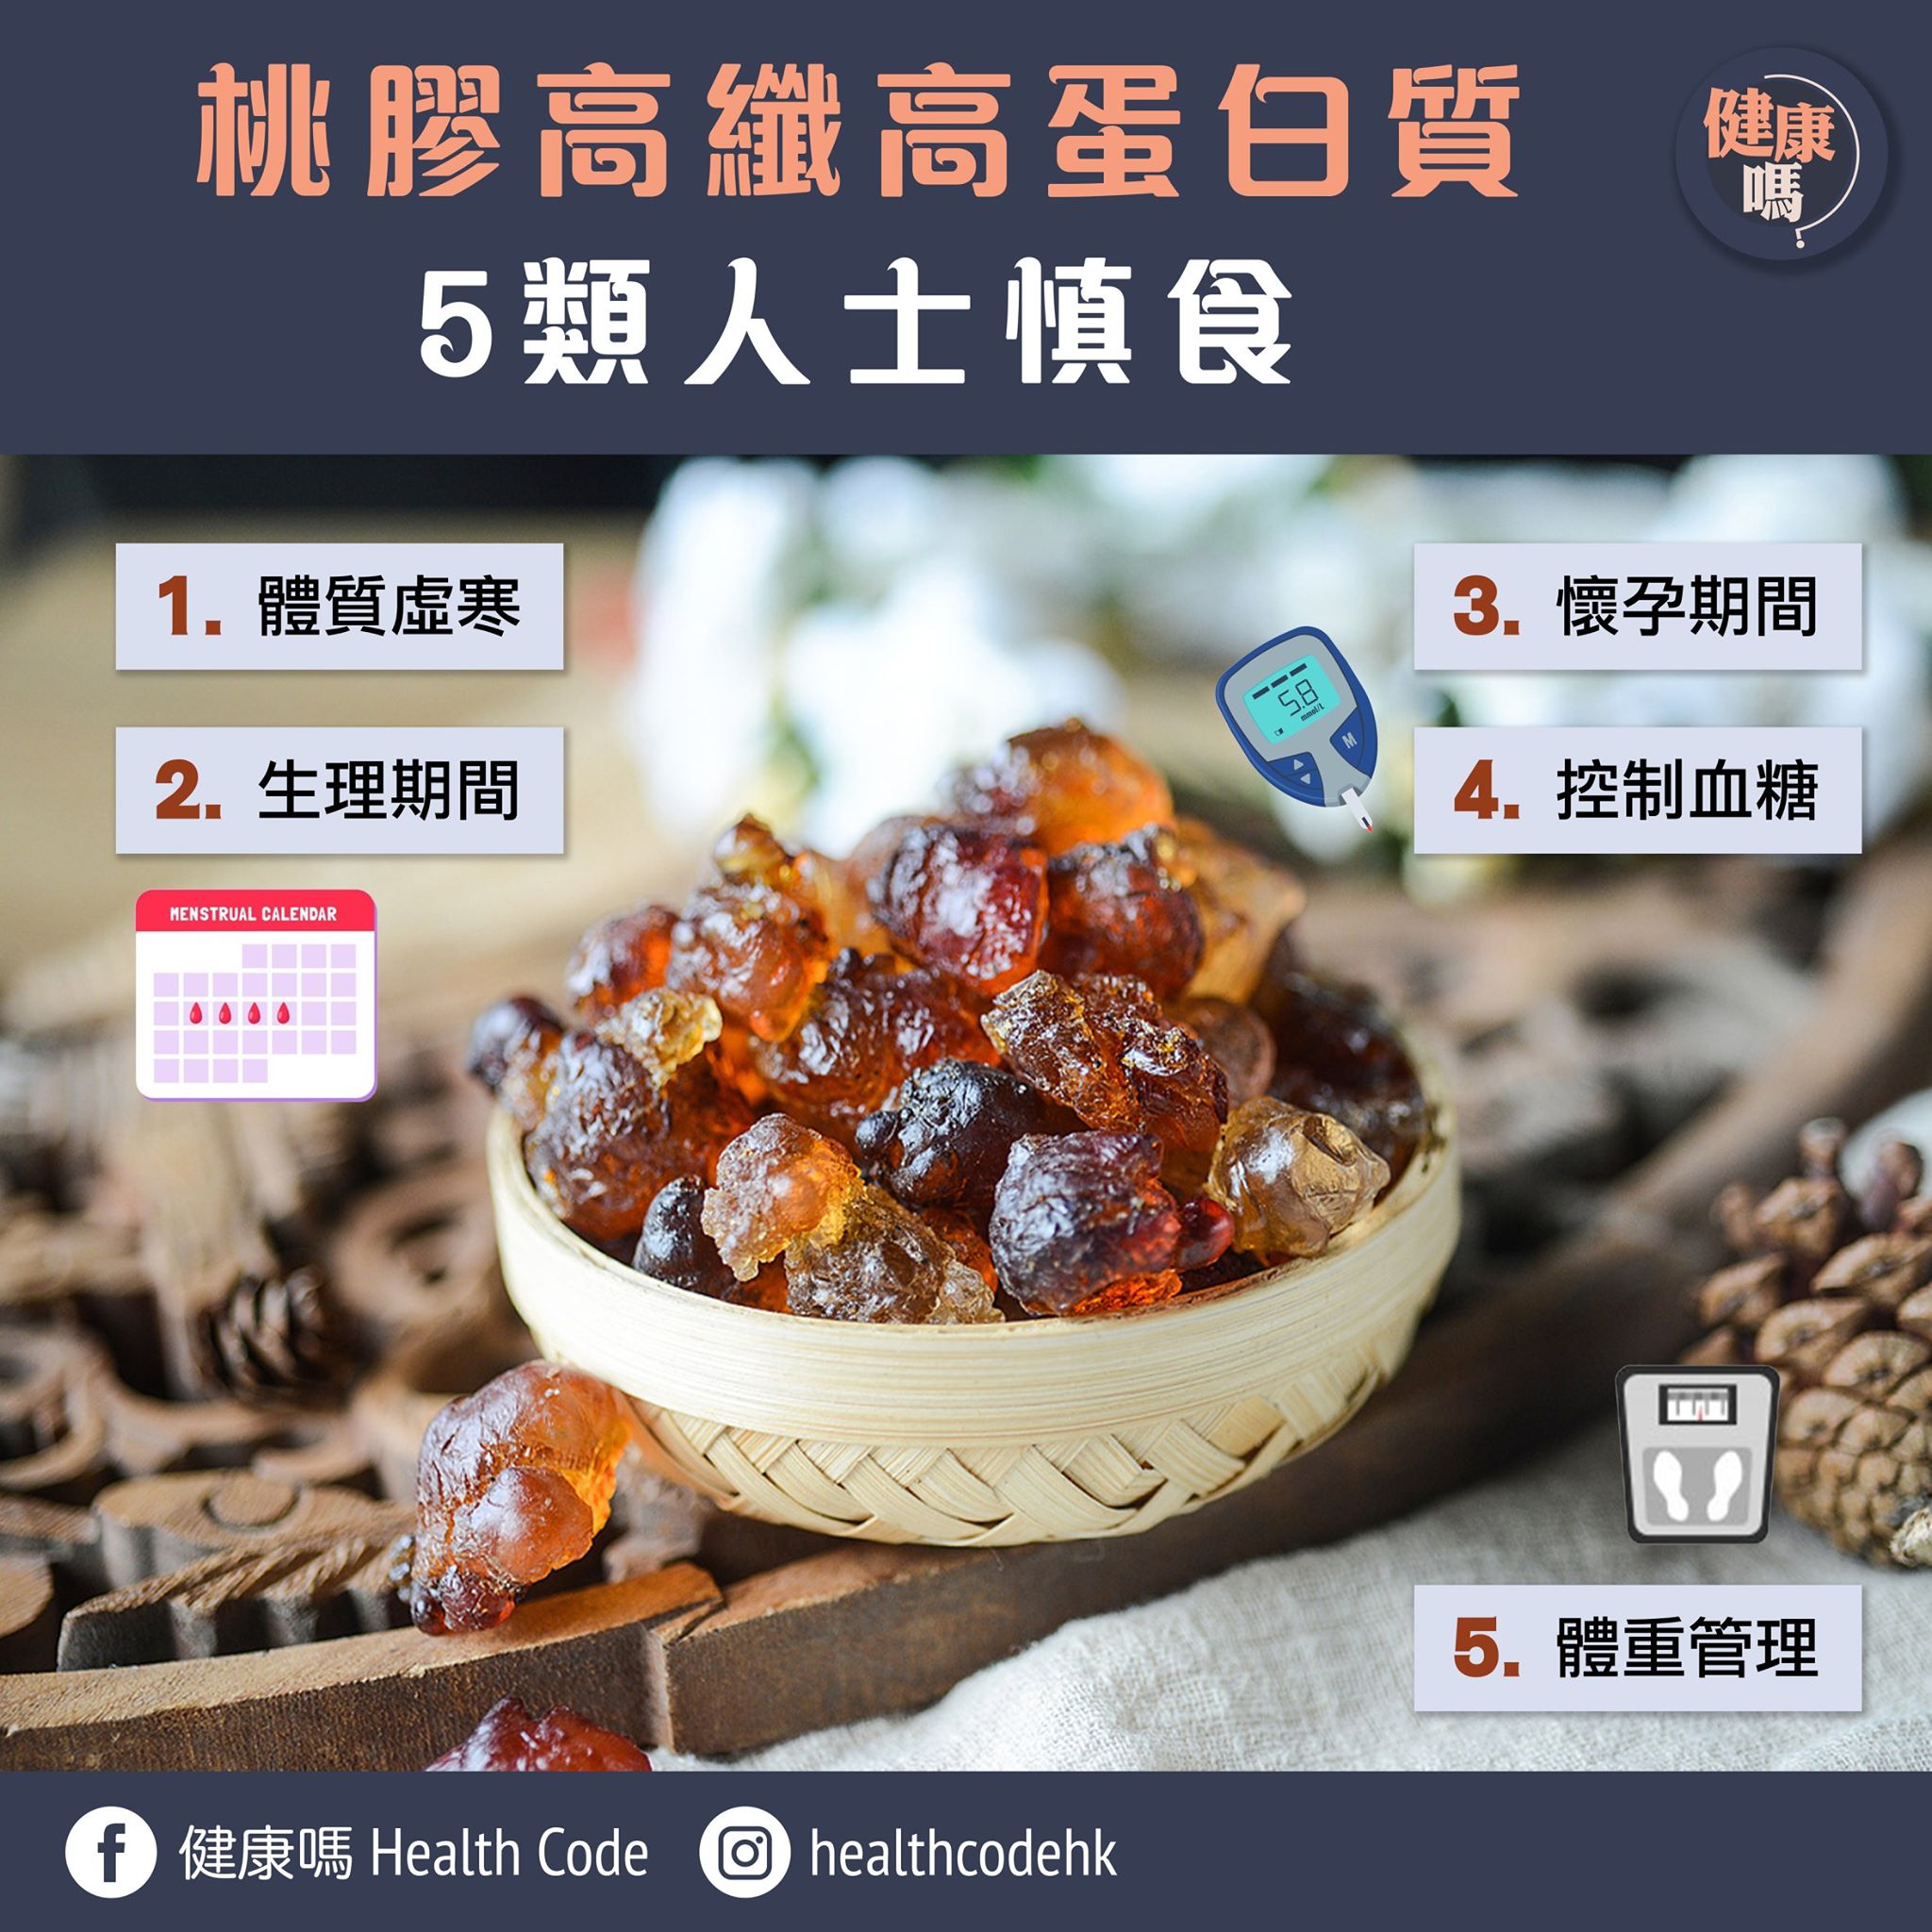 桃膠高纖高蛋白質
5類人士慎食
健康
嗎
1. 體質虛寒
2. 生理期間
MENSTRUAL CALENDAR
3. 懷孕期間
5.8
mmol/L
M
4. 控制血糖
5. 體重管理
健康嗎 Health Code
healthcodehk